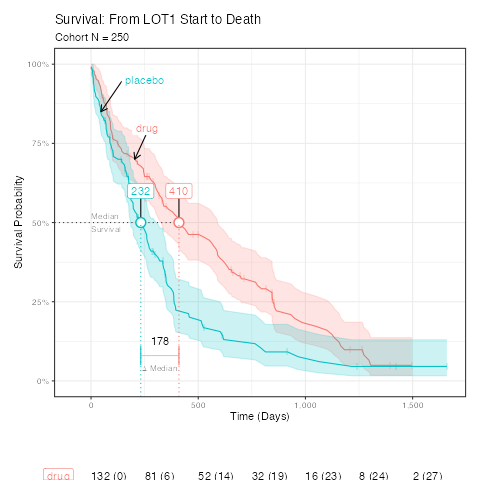 Survival: From LOT1 Start to Death
Cohort N = 250
100%
75%
50%
25%
0%
Survival Probability
placebo
drug
232
410
Median
Survival
178
△ Median
0
500
1,000
1,500
Time (Days)
drug 132 (0) 81 (6) 52 (14) 32 (19) 16 (23) 8 (24) 2 (27)